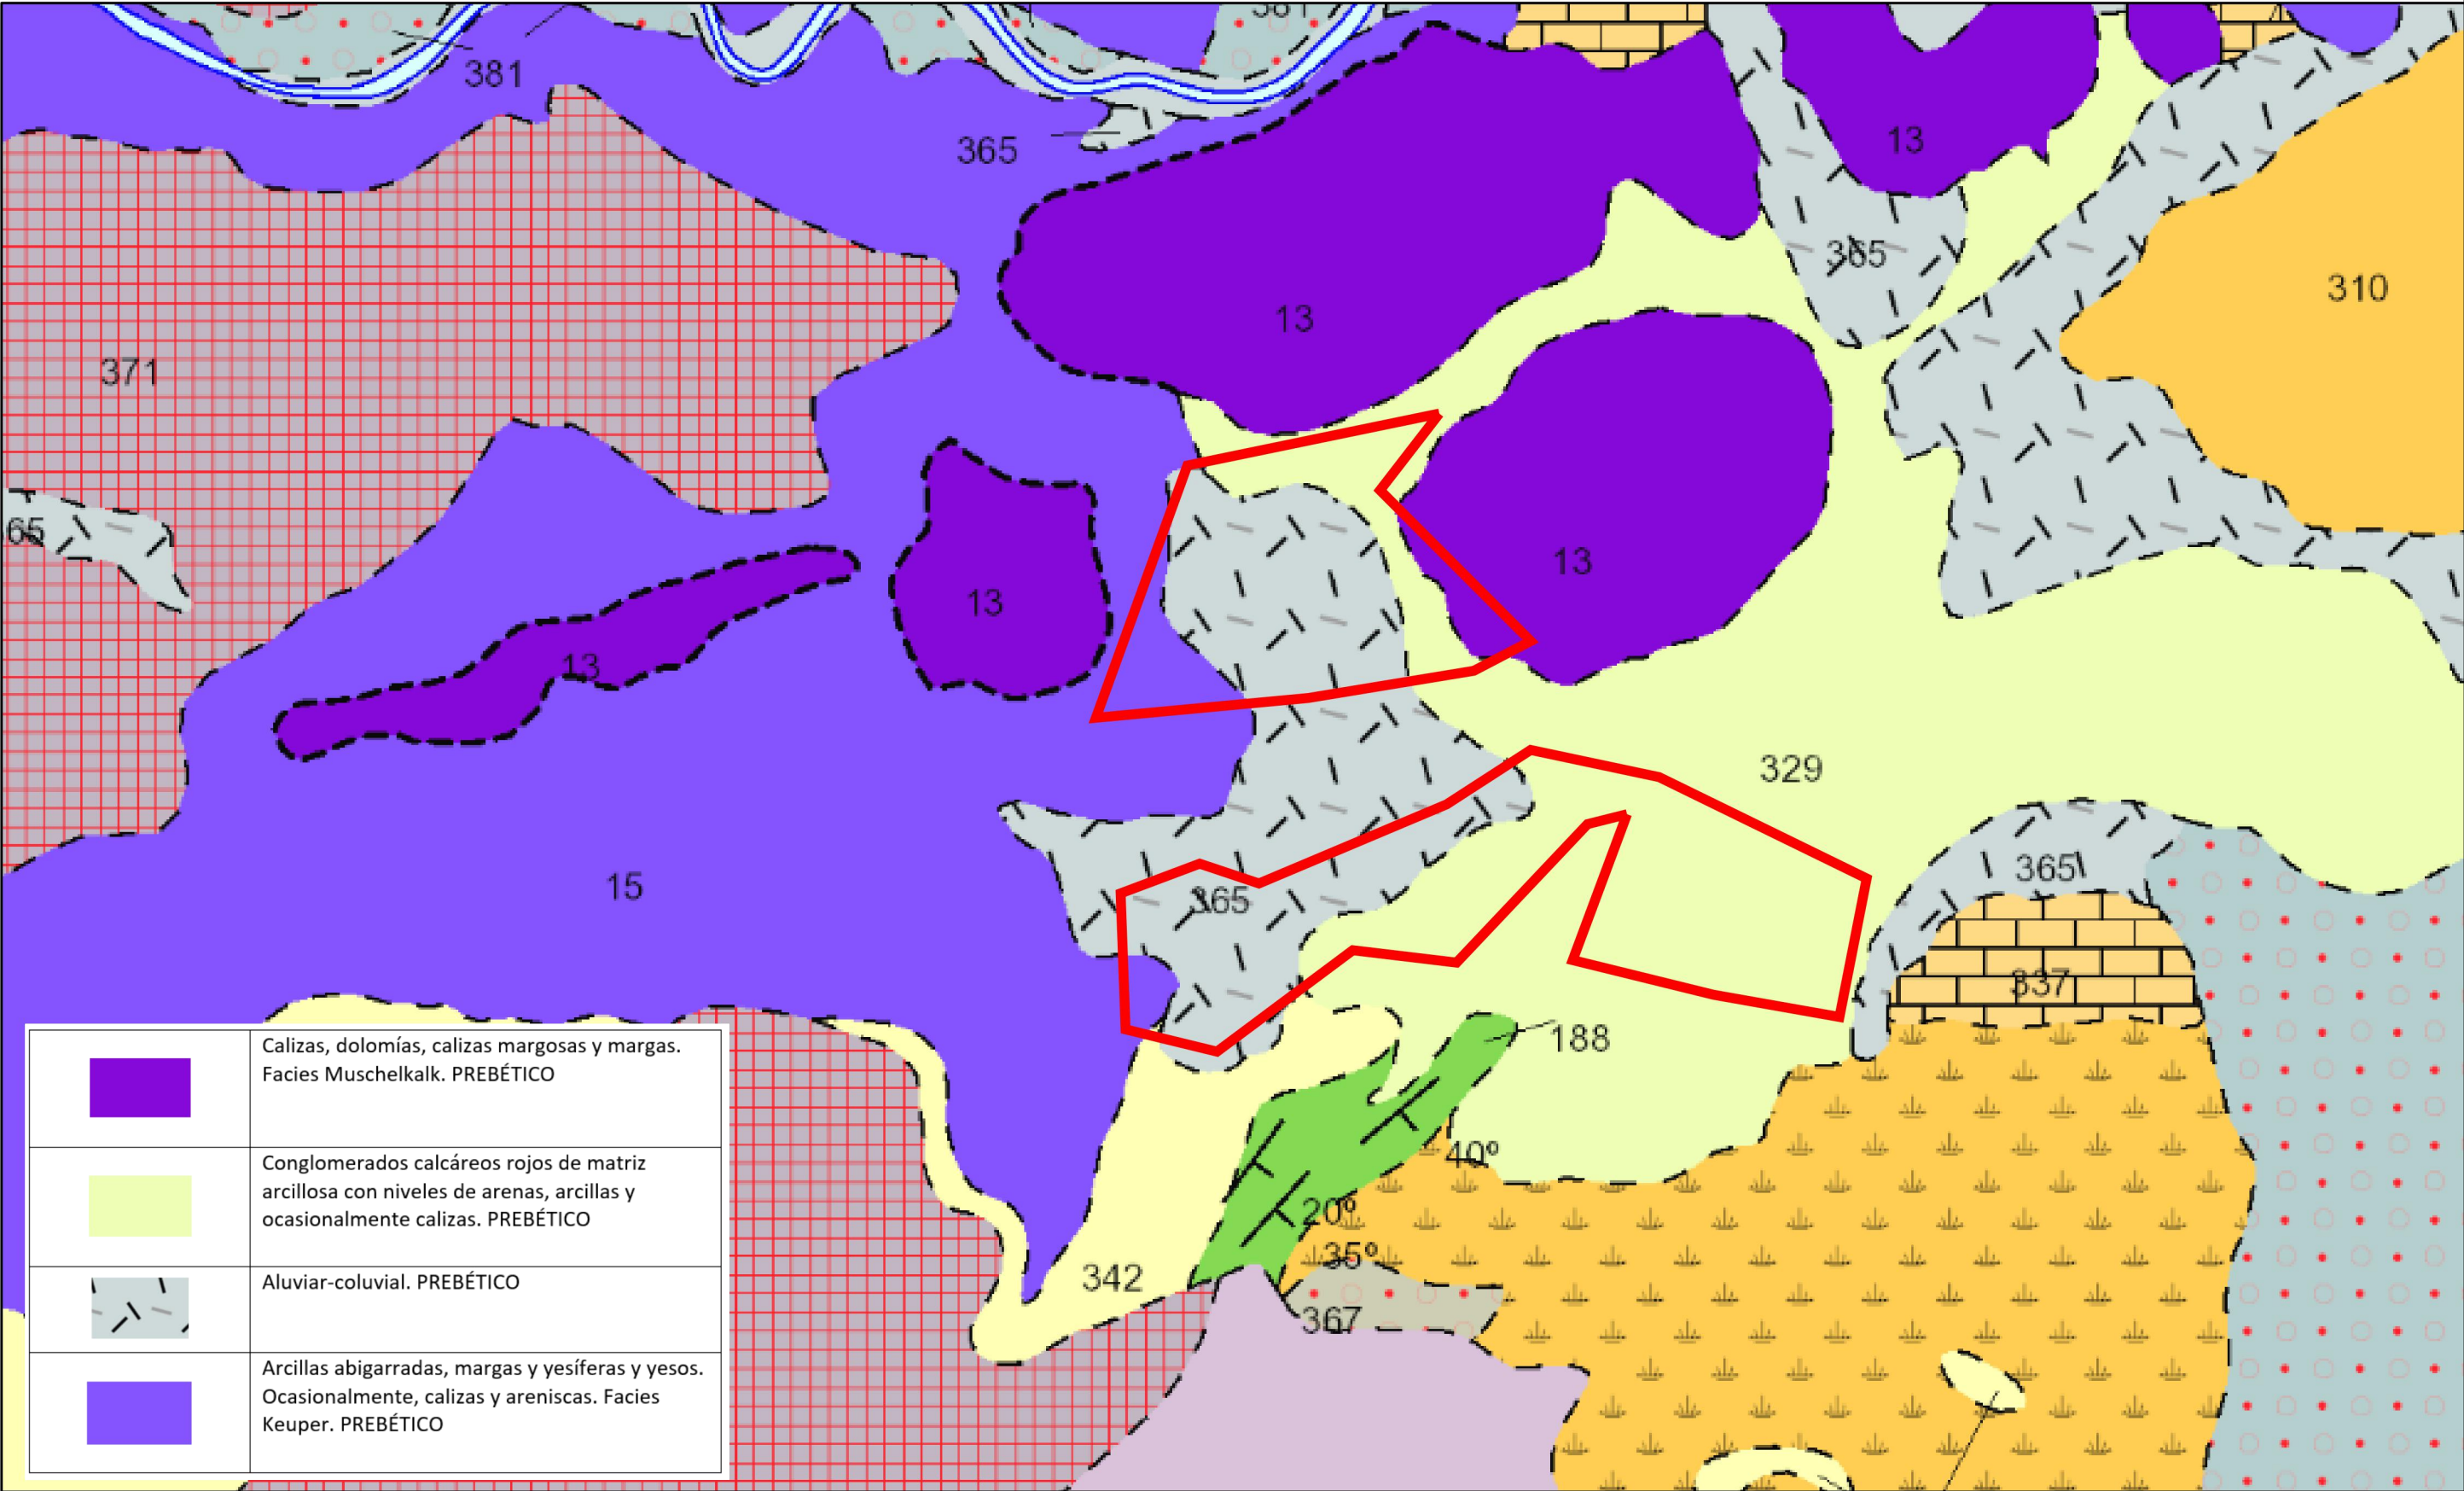 381
381
365
13
13
365
310
13
371
65
13
13
13
329
15
365
365
337
188
40º
20º
35º
342
367
Calizas, dolomías, calizas margosas y margas.
Facies Muschelkalk. PREBÉTICO
Conglomerados calcáreos rojos de matriz
arcillosa con niveles de arenas, arcillas y
ocasionalmente calizas. PREBÉTICO
Aluviar-coluvial. PREBÉTICO
Arcillas abigarradas, margas y yesíferas y yesos.
Ocasionalmente, calizas y areniscas. Facies
Keuper. PREBÉTICO